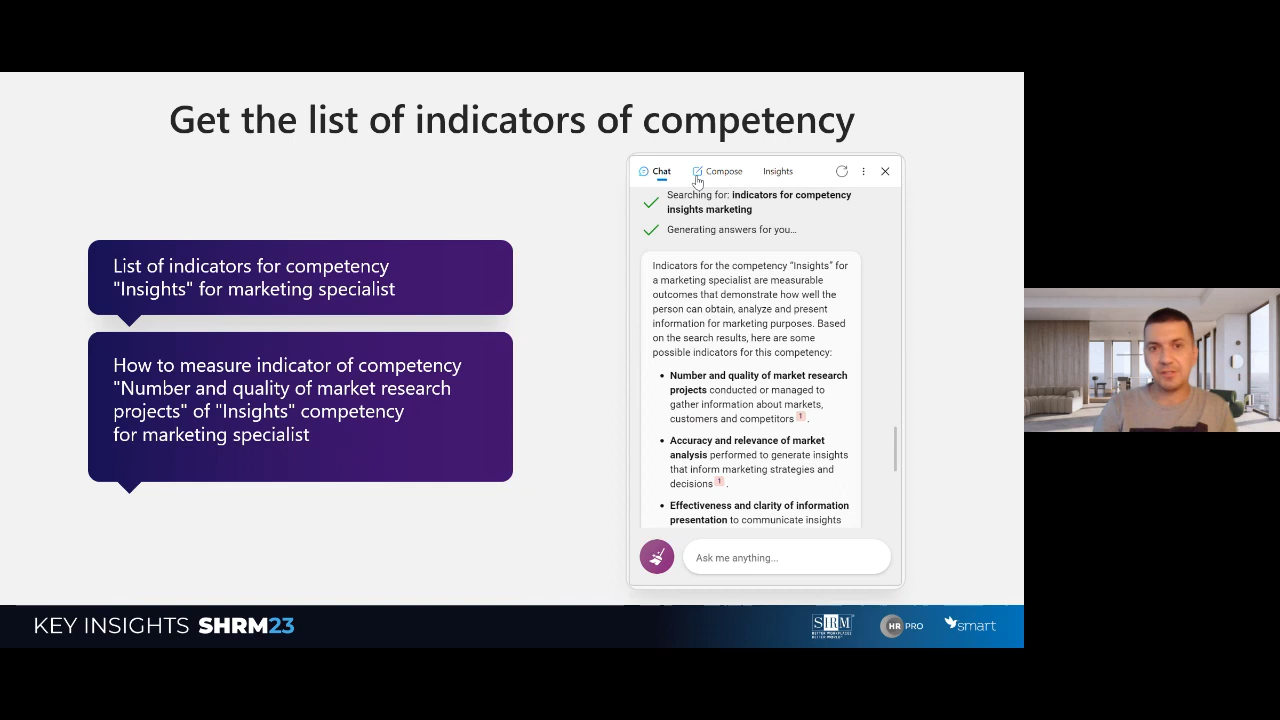 Get the list of indicators of competency
List of indicators for competency
"Insights" for marketing specialist
How to measure indicator of competency
"Number and quality of market research
projects" of "Insights" competency
for marketing specialist
Chat
Compose
Insights
Searching for: indicators for competency
insights marketing
Generating answers for you...
Indicators for the competency “Insights” for
a marketing specialist are measurable
outcomes that demonstrate how well the
person can obtain, analyze and present
information for marketing purposes. Based
on the search results, here are some
possible indicators for this competency:
• Number and quality of market research
projects conducted or managed to
gather information about markets,
customers and competitors 1 .
• Accuracy and relevance of market
analysis performed to generate insights
that inform marketing strategies and
decisions 1 .
• Effectiveness and clarity of information
presentation to communicate insights
Ask me anything...
KEY INSIGHTS SHRM23
SHRM
BETTER WORKPLACES
BETTER WORLD
HR PRO
smart